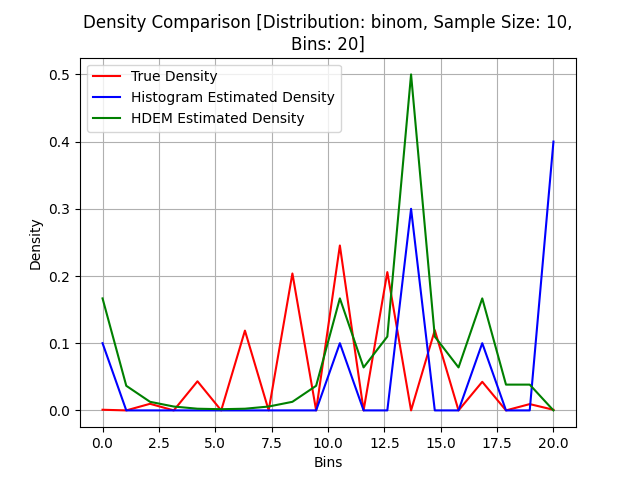 Density Comparison [Distribution: binom, Sample Size: 10,
Bins: 20]
True Density
Histogram Estimated Density
HDEM Estimated Density
Density
0.5
0.4
0.3
0.2
0.1
0.0
0.0 2.5 5.0 7.5 10.0 12.5 15.0 17.5 20.0
Bins